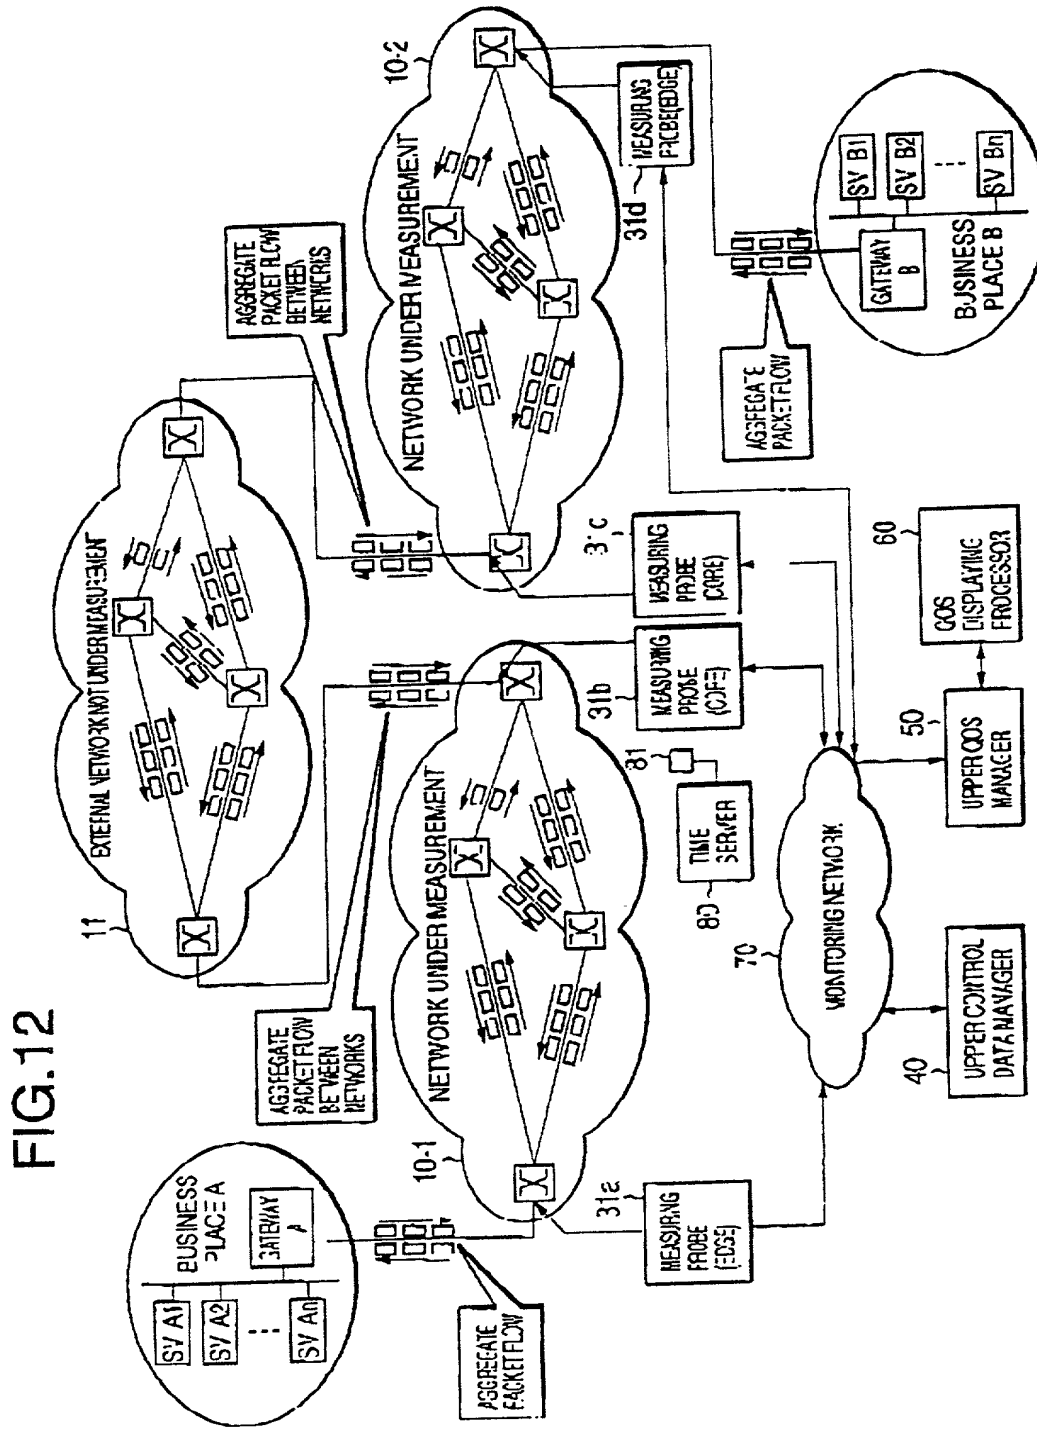 FIG.12
BUSINESS
PLACE A
GATEWAY
A
SV A1
SV A2
SV An
AGGREGATE
PACKET FLOW
AGGREGATE
PACKET FLOW
BETWEEN
NETWORKS
11
EXTERNAL NETWORK NOT UNDER MEASUREMENT
AGGREGATE
PACKET FLOW
BETWEEN
NETWORKS
10-1
NETWORK UNDER MEASUREMENT
10-2
NETWORK UNDER MEASUREMENT
31a
MEASURING
PROBE
(EDGE)
31b
MEASURING
PROBE
(CORE)
31c
MEASURING
PROBE
(CORE)
31d
MEASURING
PROBE(EDGE)
AGGREGATE
PACKET FLOW
GATEWAY
B
SV B1
SV B2
SV Bn
BUSINESS
PLACE B
80
TIME
SERVER
81
70
MONITORING NETWORK
40
UPPER CONTROL
DATA MANAGER
50
UPPER QOS
MANAGER
60
QOS
DISPLAYING
PROCESSOR